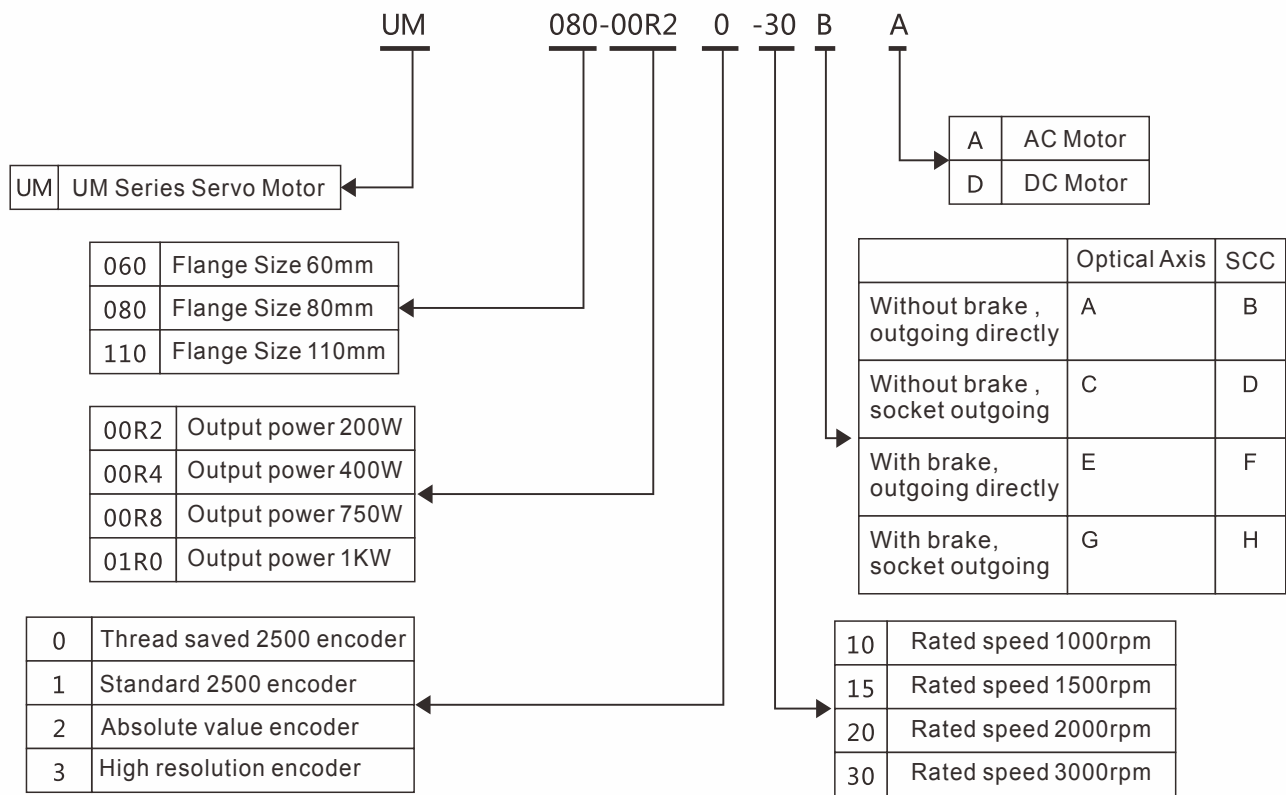 UM 080-00R2 0 -30 B A
A AC Motor
D DC Motor
UM UM Series Servo Motor
060 Flange Size 60mm
080 Flange Size 80mm
110 Flange Size 110mm
Optical Axis SCC
Without brake ,
outgoing directly A B
Without brake ,
socket outgoing C D
With brake,
outgoing directly E F
With brake,
socket outgoing G H
00R2 Output power 200W
00R4 Output power 400W
00R8 Output power 750W
01R0 Output power 1KW
0 Thread saved 2500 encoder
1 Standard 2500 encoder
2 Absolute value encoder
3 High resolution encoder
10 Rated speed 1000rpm
15 Rated speed 1500rpm
20 Rated speed 2000rpm
30 Rated speed 3000rpm